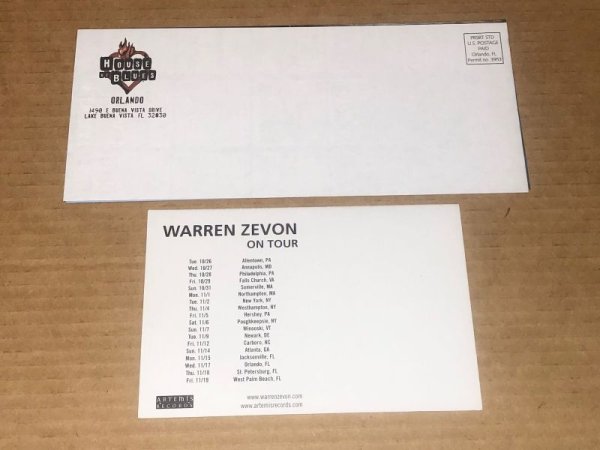 HOUSE
OF
BLUES
ORLANDO
1490 E BUENA VISTA DRIVE
LAKE BUENA VISTA FL 32830
PRSRT STD
U.S. POSTAGE
PAID
Orlando, FL
Permit no. 3953
WARREN ZEVON
ON TOUR
Tue 10/26 Allentown, PA
Wed. 10/27 Annapolis, MD
Thu. 10/28 Philadelphia, PA
Fri. 10/29 Falls Church, VA
Sun. 10/31 Somerville, MA
Mon. 11/1 Northampton, MA
Tue. 11/2 New York, NY
Thu. 11/4 Westhampton, NY
Fri. 11/5 Hershey, PA
Sat. 11/6 Poughkeepsie, NY
Sun. 11/7 Winooski, VT
Tue. 11/9 Newark, DE
Fri. 11/12 Carboro, NC
Sun. 11/14 Atlanta, GA
Mon. 11/15 Jacksonville, FL
Wed. 11/17 Orlando, FL
Thu. 11/18 St. Petersburg, FL
Fri. 11/19 West Palm Beach, FL
ARTEMIS
RECORDS
www.warrenzevon.com
www.artemisrecords.com